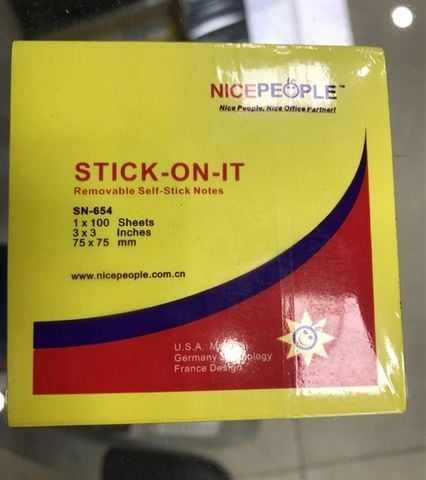 NICEPEOPLE™
Nice People, Nice Office Partner!
STICK-ON-IT
Removable Self-Stick Notes
SN-654
1 x 100 Sheets
3 x 3 Inches
75 x 75 mm
www.nicepeople.com.cn
U.S.A.
Germany
France Design